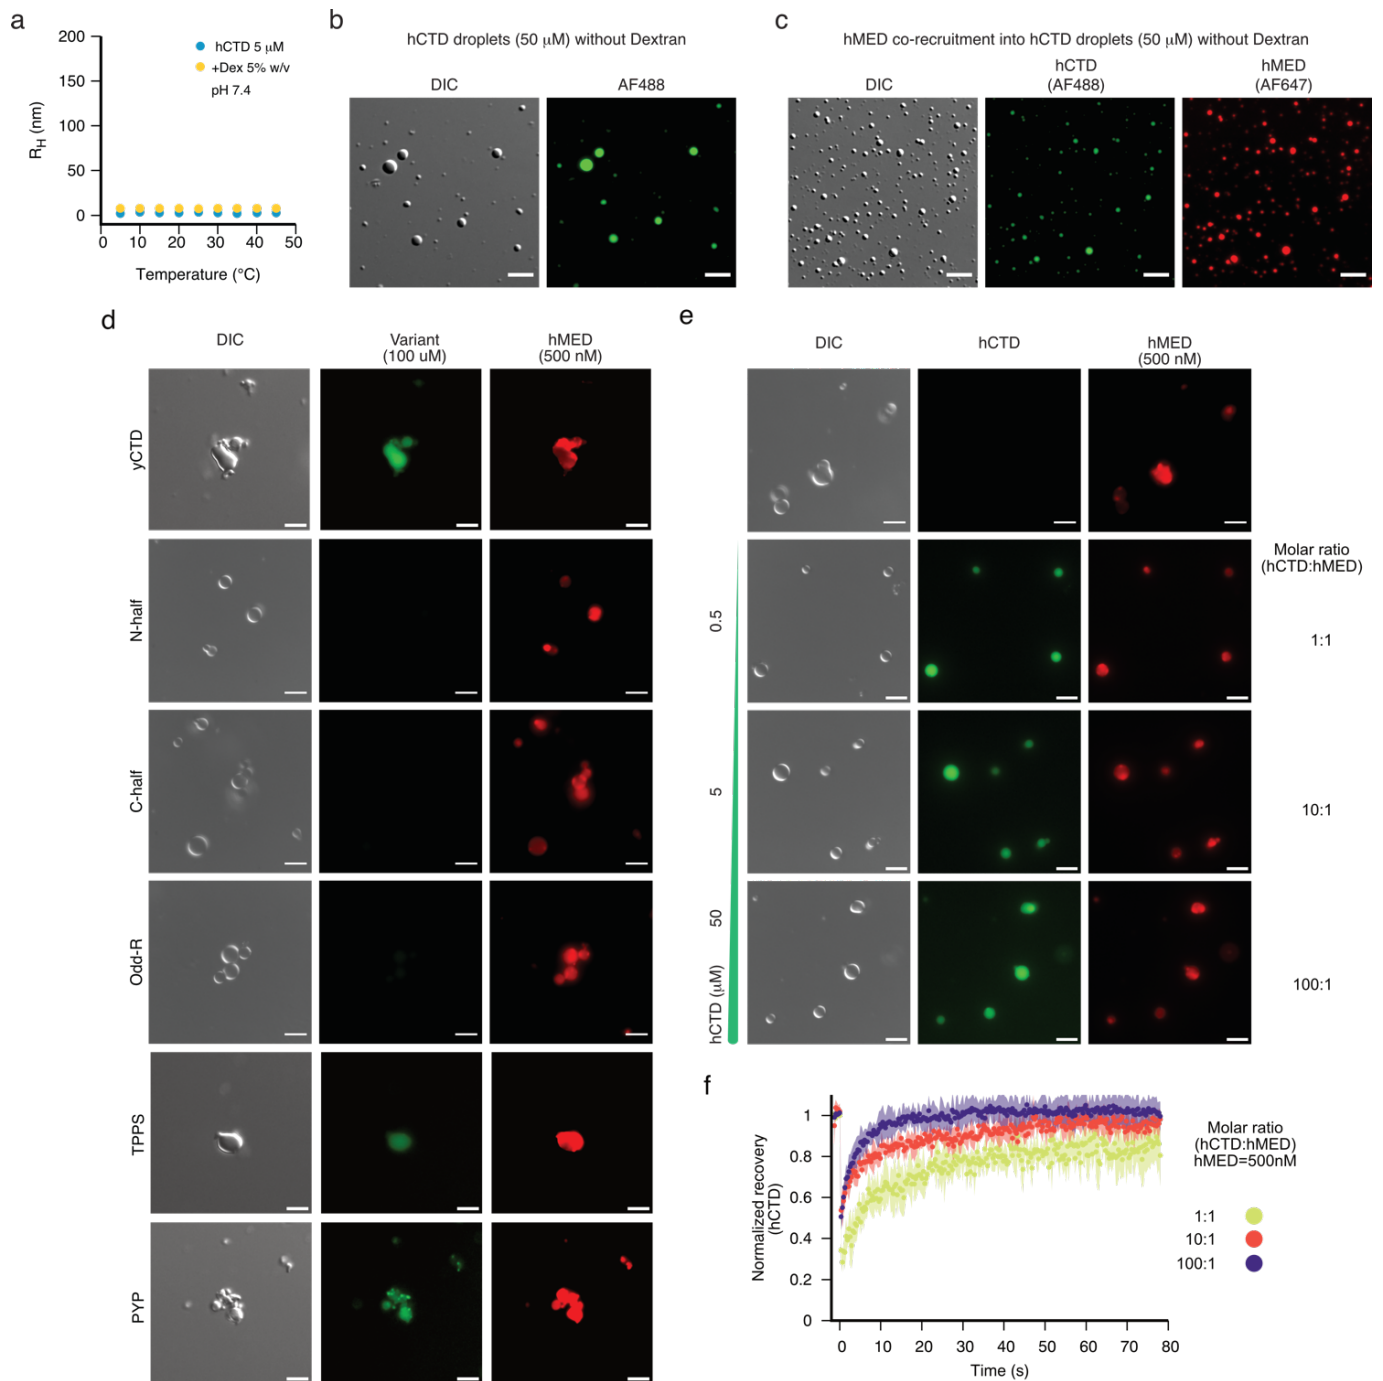 a
200
150
100
50
0
R_H (nm)
hCTD 5 μM
+Dex 5% w/v
pH 7.4
0 10 20 30 40 50
Temperature (°C)
b
hCTD droplets (50 μM) without Dextran
DIC AF488
c
hMED co-recruitment into hCTD droplets (50 μM) without Dextran
DIC hCTD (AF488) hMED (AF647)
d
DIC Variant hMED
(100 uM) (500 nM)
yCTD
N-half
C-half
Odd-R
TPPS
PYP
e
DIC hCTD hMED
(500 nM)
Molar ratio
(hCTD:hMED)
0.5
1:1
5
10:1
50
100:1
hCTD (μM)
f
1
0.8
0.6
0.4
0.2
0
Normalized recovery
(hCTD)
0 10 20 30 40 50 60 70 80
Time (s)
Molar ratio
(hCTD:hMED)
hMED=500nM
1:1
10:1
100:1